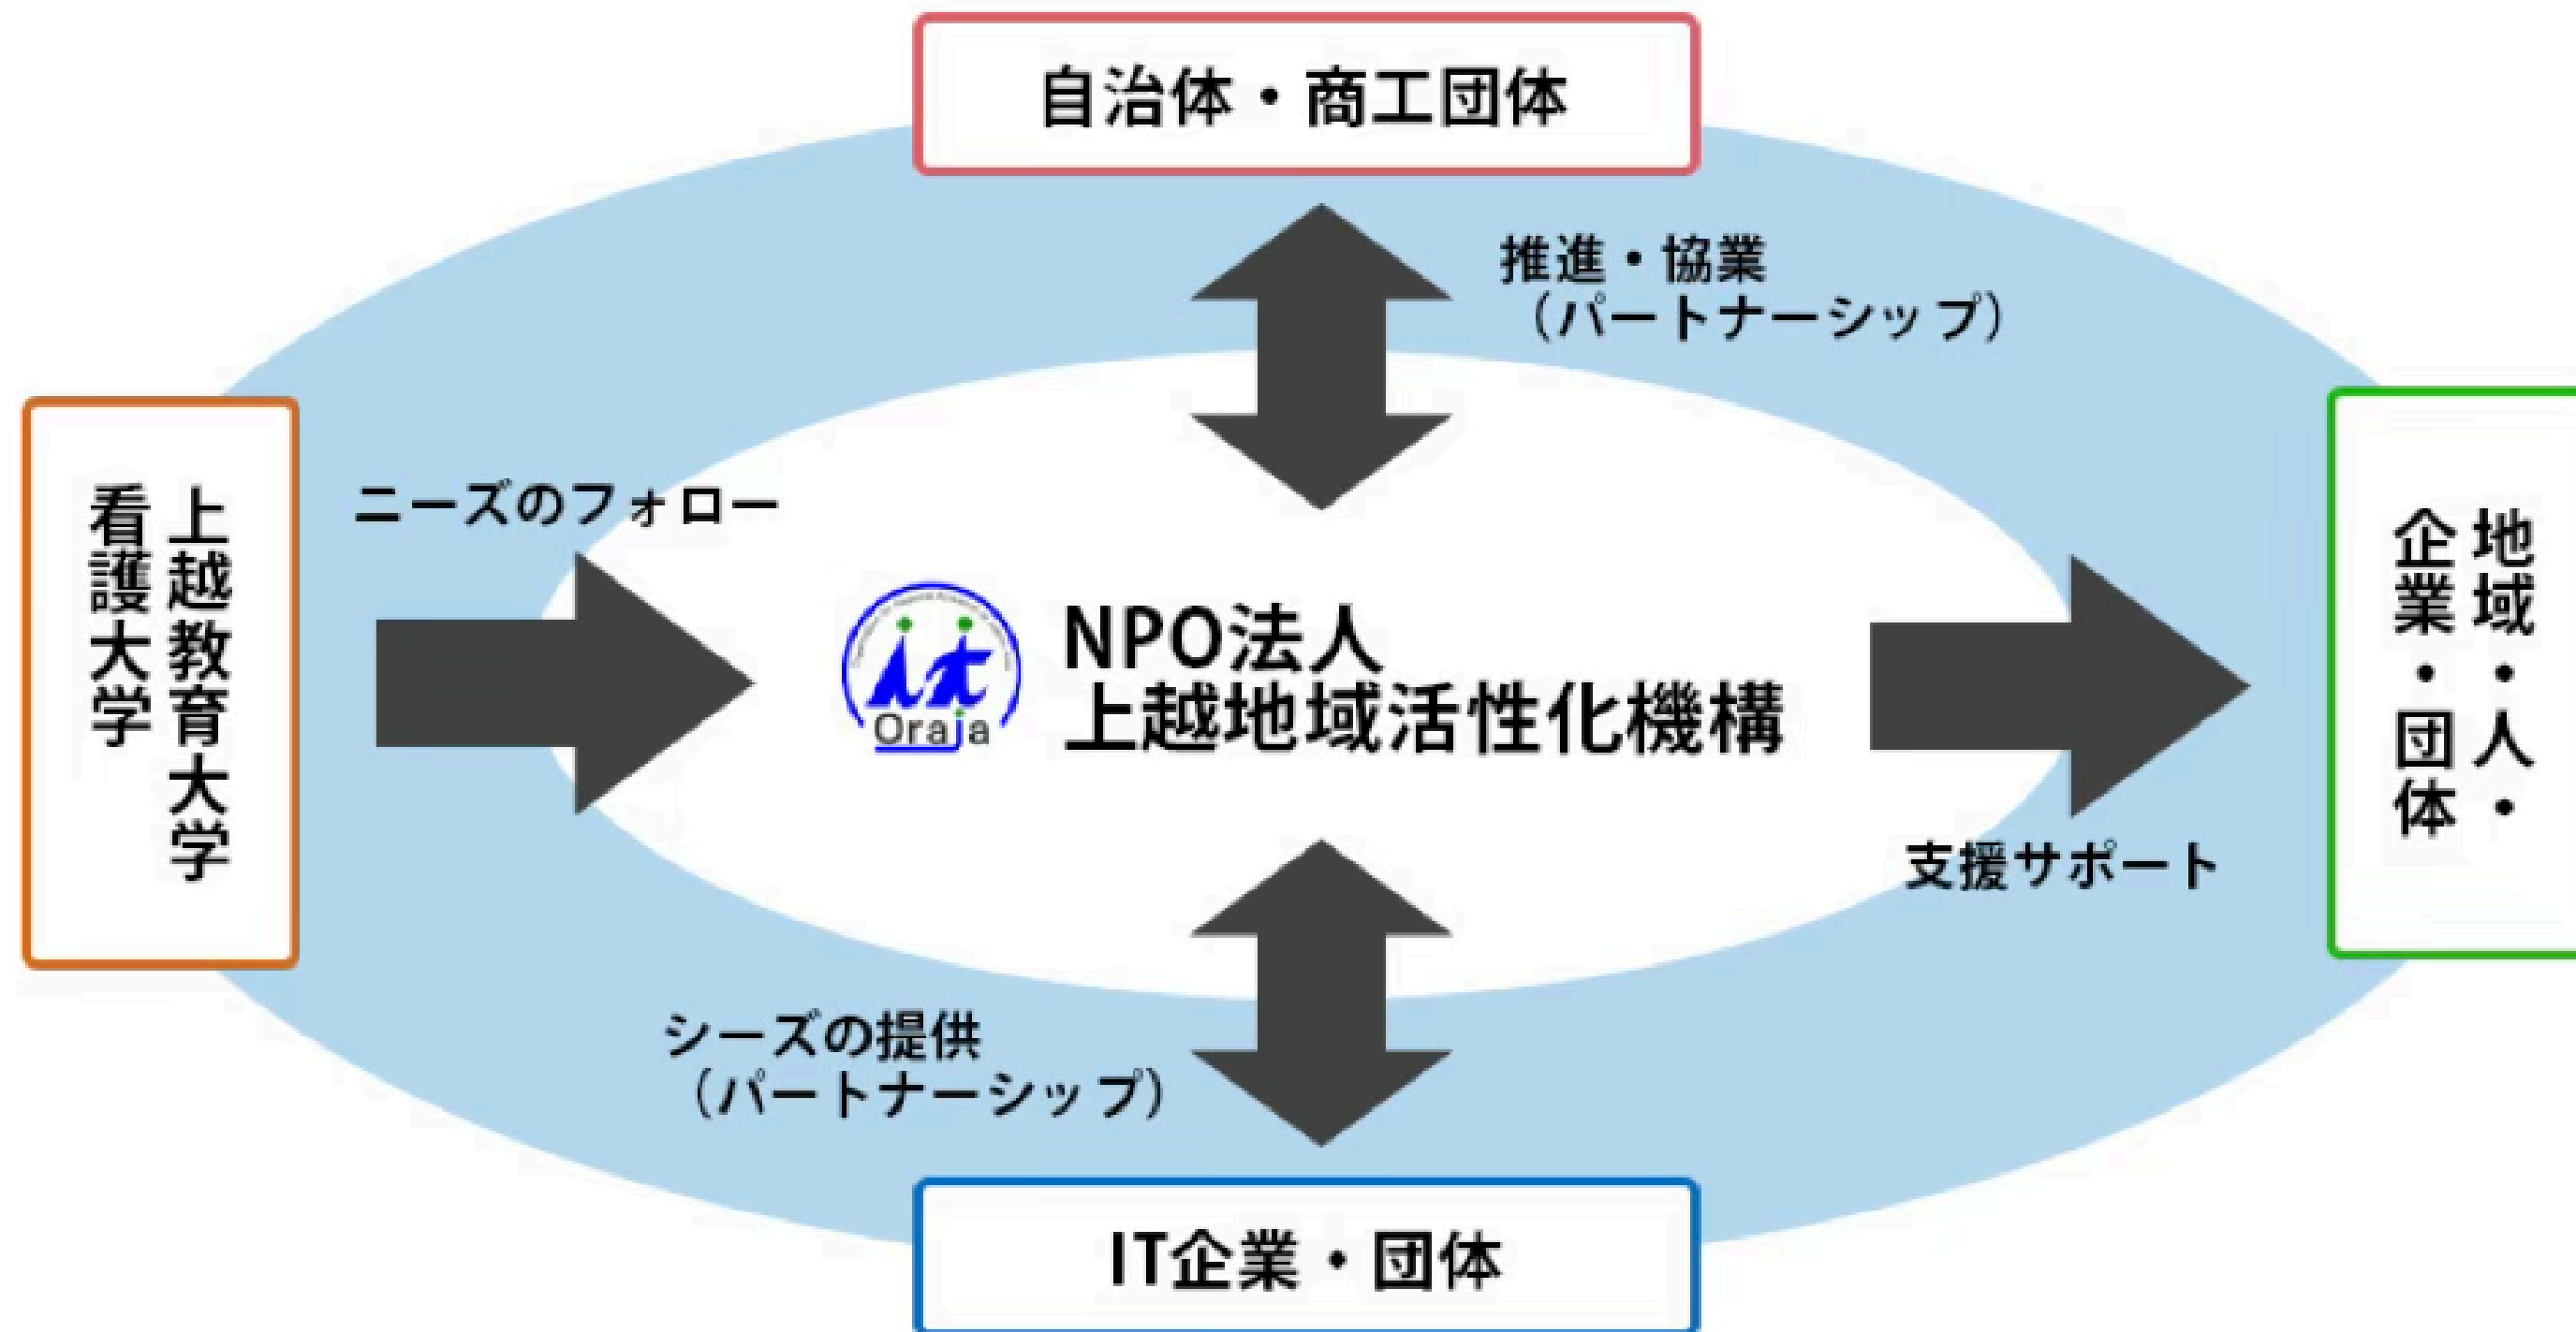 自治体・商工団体
推進・協業
（パートナーシップ）
上越教育大学
看護大学
ニーズのフォロー
Oraja
NPO法人
上越地域活性化機構
地域・人・
企業・団体
支援サポート
シーズの提供
（パートナーシップ）
IT企業・団体